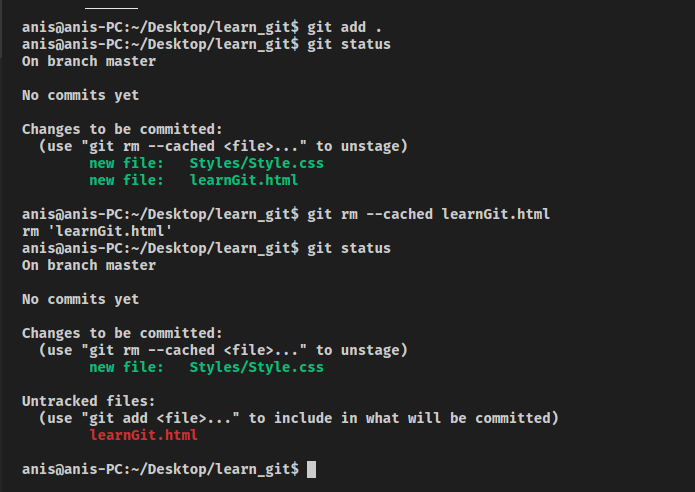 anis@anis-PC:~/Desktop/learn_git$ git add .
anis@anis-PC:~/Desktop/learn_git$ git status
On branch master
No commits yet
Changes to be committed:
(use "git rm --cached <file>..." to unstage)
new file: Styles/Style.css
new file: learnGit.html
anis@anis-PC:~/Desktop/learn_git$ git rm --cached learnGit.html
rm 'learnGit.html'
anis@anis-PC:~/Desktop/learn_git$ git status
On branch master
No commits yet
Changes to be committed:
(use "git rm --cached <file>..." to unstage)
new file: Styles/Style.css
Untracked files:
(use "git add <file>..." to include in what will be committed)
learnGit.html
anis@anis-PC:~/Desktop/learn_git$